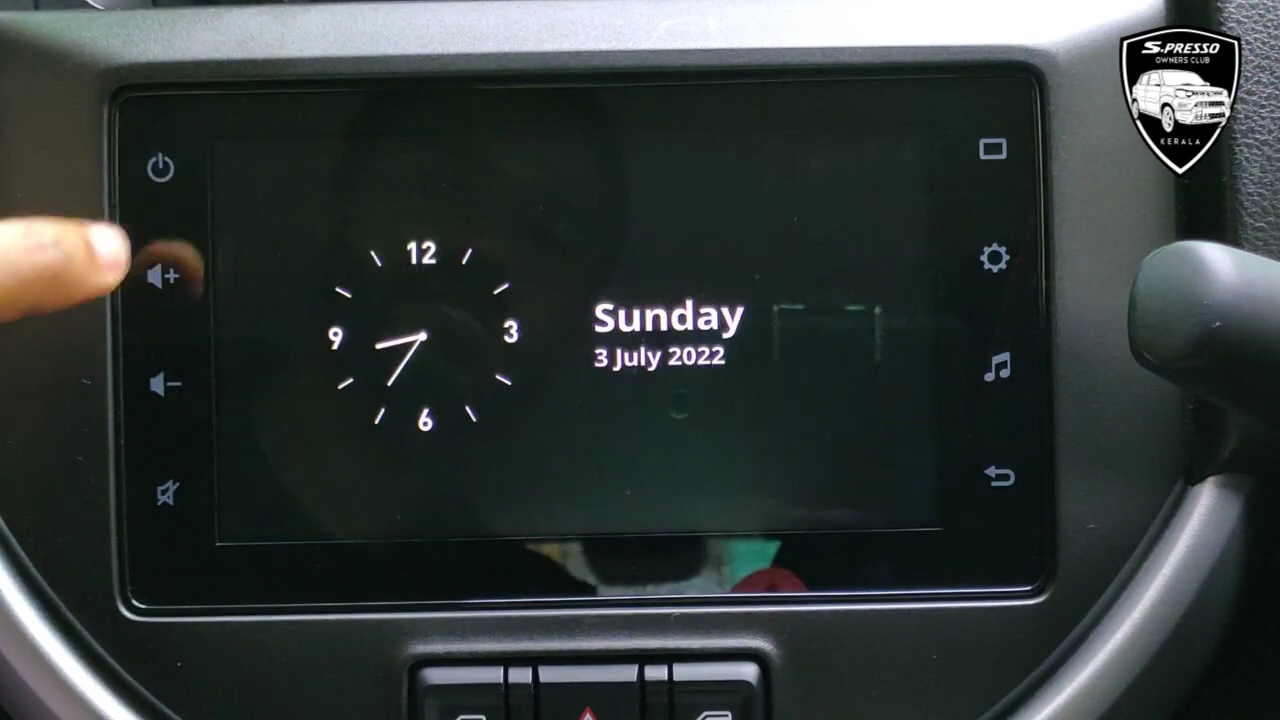 S-PRESSO
OWNERS CLUB
KERALA
12
9
3
6
Sunday
3 July 2022